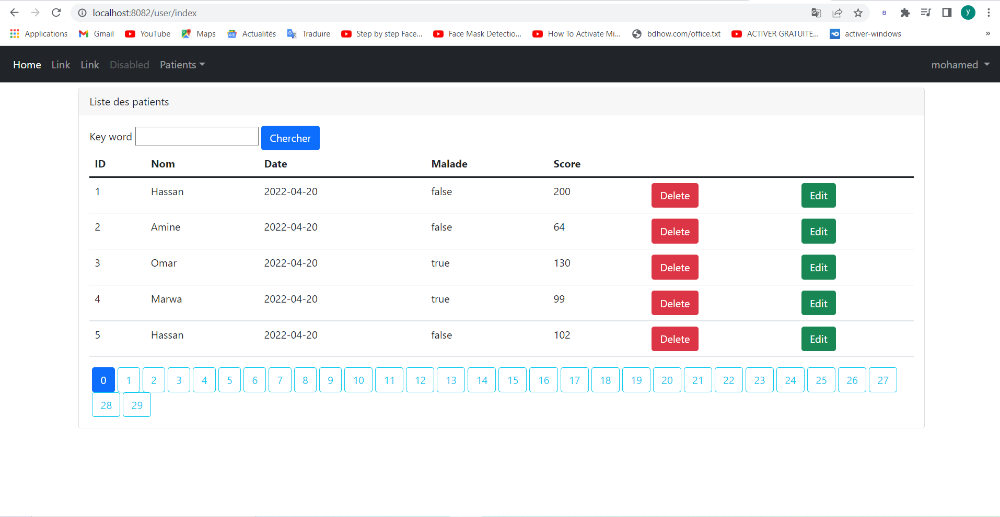 localhost:8082/user/index
B
y
Applications Gmail YouTube Maps Actualités Traduire Step by step Face... Face Mask Detectio... How To Activate Mi... bdhow.com/office.txt ACTIVER GRATUITE... activer-windows »
Home Link Link Disabled Patients mohamed
Liste des patients
Key word Chercher
ID Nom Date Malade Score
1 Hassan 2022-04-20 false 200 Delete Edit
2 Amine 2022-04-20 false 64 Delete Edit
3 Omar 2022-04-20 true 130 Delete Edit
4 Marwa 2022-04-20 true 99 Delete Edit
5 Hassan 2022-04-20 false 102 Delete Edit
0 1 2 3 4 5 6 7 8 9 10 11 12 13 14 15 16 17 18 19 20 21 22 23 24 25 26 27
28 29